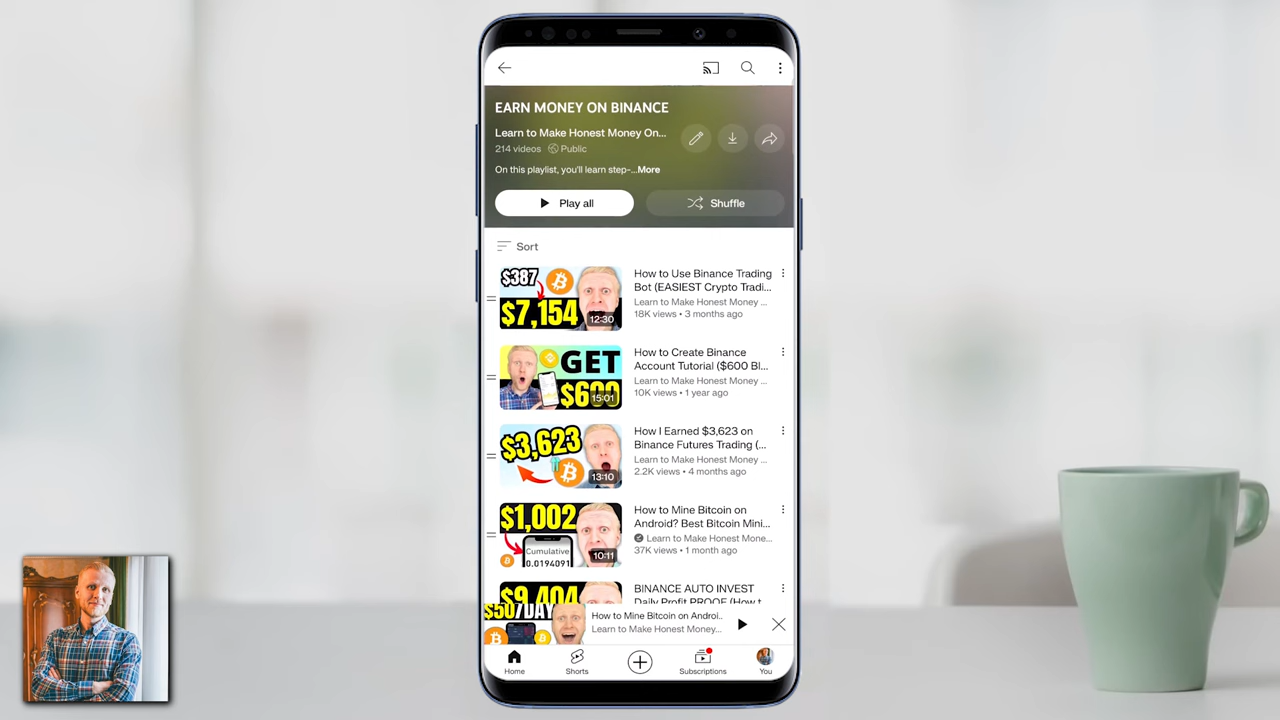 EARN MONEY ON BINANCE
Learn to Make Honest Money On...
214 videos Public
On this playlist, you'll learn step-...More
Play all
Shuffle
Sort
$387
$7,154
12:30
How to Use Binance Trading
Bot (EASIEST Crypto Tradi...
Learn to Make Honest Money ...
18K views • 3 months ago
GET
$600
15:01
How to Create Binance
Account Tutorial ($600 Bl...
Learn to Make Honest Money ...
10K views • 1 year ago
$3,623
13:10
How I Earned $3,623 on
Binance Futures Trading (...
Learn to Make Honest Money ...
2.2K views • 4 months ago
$1,002
Cumulative
0.0194091
10:11
How to Mine Bitcoin on
Android? Best Bitcoin Mini...
Learn to Make Honest Mone...
37K views • 1 month ago
$9,404
BINANCE AUTO INVEST
Daily Profit PROOF (How t
$50/DAY
How to Mine Bitcoin on Androi..
Learn to Make Honest Money...
Home
Shorts
Subscriptions
You